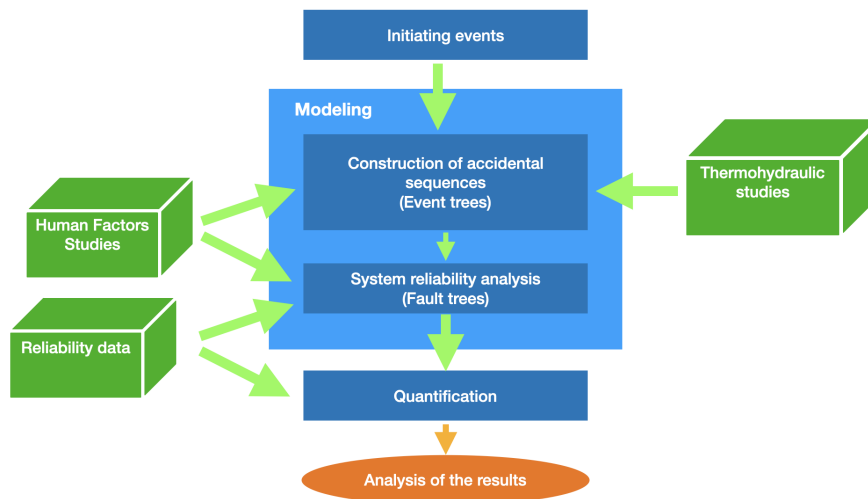 Initiating events
Modeling
Construction of accidental
sequences
(Event trees)
Thermohydraulic
studies
Human Factors
Studies
System reliability analysis
(Fault trees)
Reliability data
Quantification
Analysis of the results